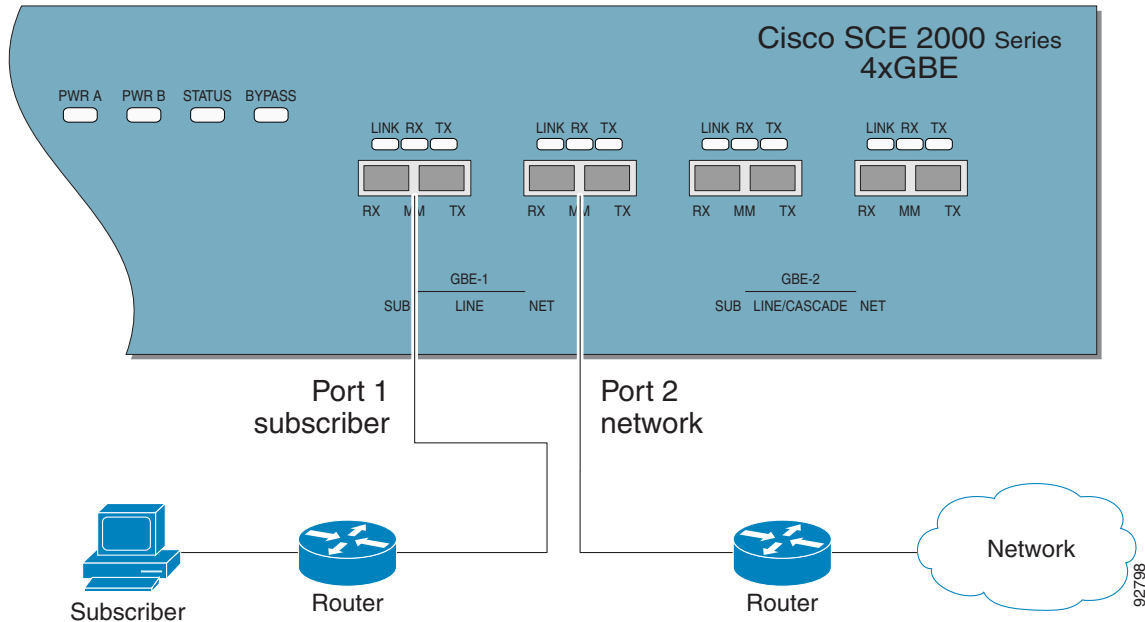 Cisco SCE 2000 Series
4xGBE
PWR A PWR B STATUS BYPASS
LINK RX TX LINK RX TX LINK RX TX LINK RX TX
RX MM TX RX MM TX RX MM TX RX MM TX
GBE-1 GBE-2
SUB LINE NET SUB LINE/CASCADE NET
Port 1
subscriber
Port 2
network
Network
Subscriber
Router
Router
92798